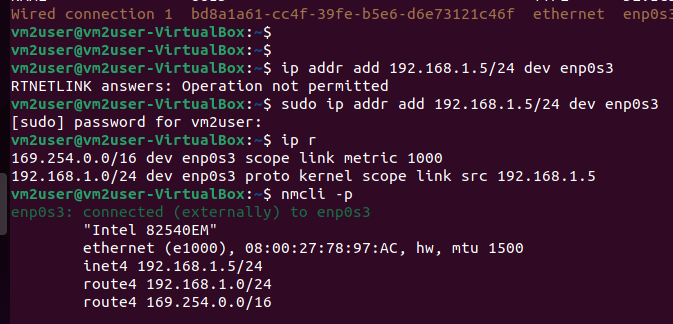 Wired connection 1  bd8a1a61-cc4f-39fe-b5e6-d6e73121c46f  ethernet  enp0s3
vm2user@vm2user-VirtualBox:~$
vm2user@vm2user-VirtualBox:~$
vm2user@vm2user-VirtualBox:~$ ip addr add 192.168.1.5/24 dev enp0s3
RTNETLINK answers: Operation not permitted
vm2user@vm2user-VirtualBox:~$ sudo ip addr add 192.168.1.5/24 dev enp0s3
[sudo] password for vm2user:
vm2user@vm2user-VirtualBox:~$ ip r
169.254.0.0/16 dev enp0s3 scope link metric 1000
192.168.1.0/24 dev enp0s3 proto kernel scope link src 192.168.1.5
vm2user@vm2user-VirtualBox:~$ nmcli -p
enp0s3: connected (externally) to enp0s3
        "Intel 82540EM"
        ethernet (e1000), 08:00:27:78:97:AC, hw, mtu 1500
        inet4 192.168.1.5/24
        route4 192.168.1.0/24
        route4 169.254.0.0/16